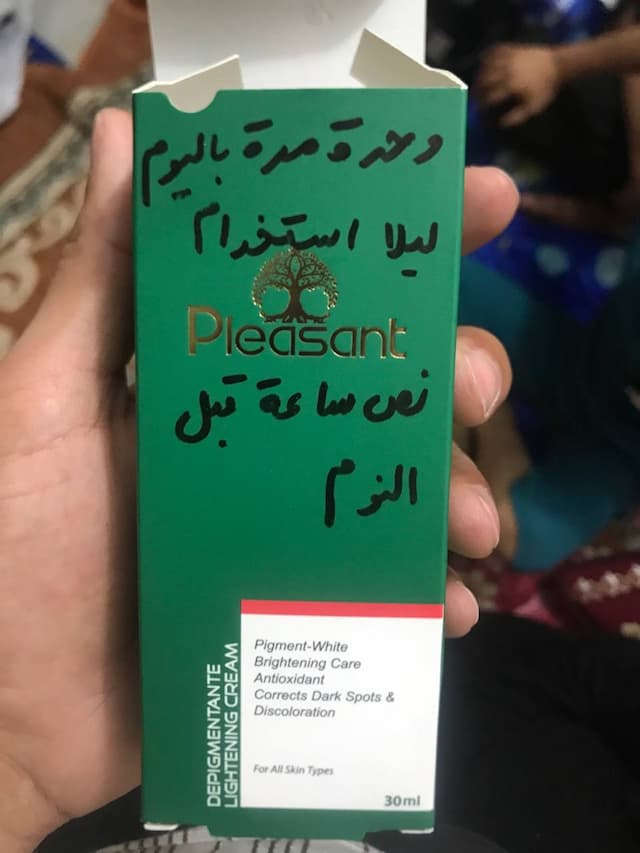 وحدة مدة باليوم
ليلا استخدام
Pleasant
نص ساعة قبل
النوم
DEPIGMENTANTE
LIGHTENING CREAM
Pigment-White
Brightening Care
Antioxidant
Corrects Dark Spots &
Discoloration
For All Skin Types
30ml